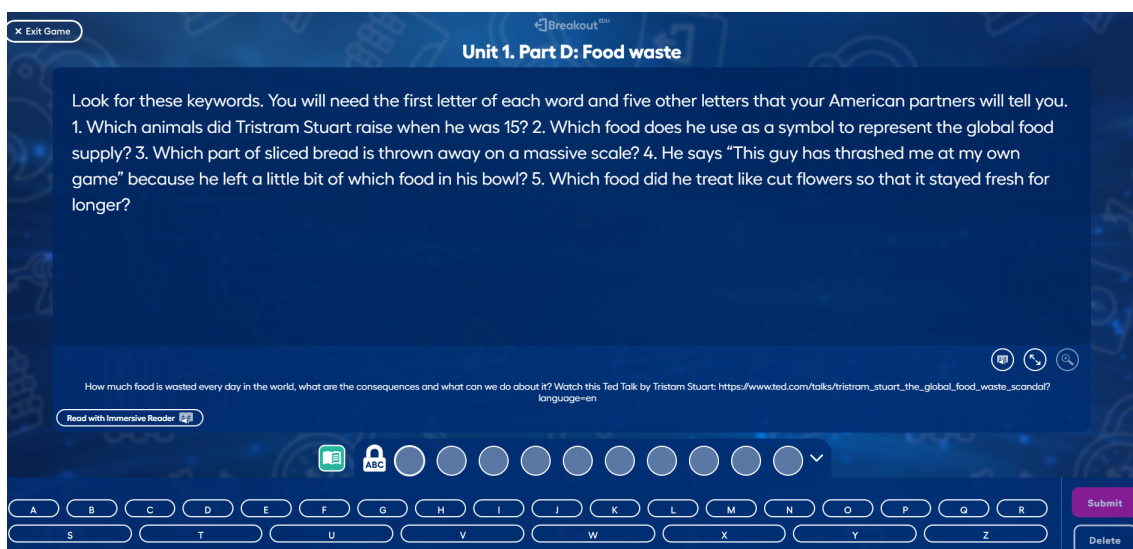 × Exit Game
Breakout EDU
Unit 1. Part D: Food waste
Look for these keywords. You will need the first letter of each word and five other letters that your American partners will tell you.
1. Which animals did Tristram Stuart raise when he was 15? 2. Which food does he use as a symbol to represent the global food
supply? 3. Which part of sliced bread is thrown away on a massive scale? 4. He says “This guy has thrashed me at my own
game” because he left a little bit of which food in his bowl? 5. Which food did he treat like cut flowers so that it stayed fresh for
longer?
How much food is wasted every day in the world, what are the consequences and what can we do about it? Watch this Ted Talk by Tristam Stuart: https://www.ted.com/talks/tristram_stuart_the_global_food_waste_scandal?
language=en
Read with Immersive Reader
ABC
A B C D E F G H I J K L M N O P Q R
S T U V W X Y Z
Submit
Delete